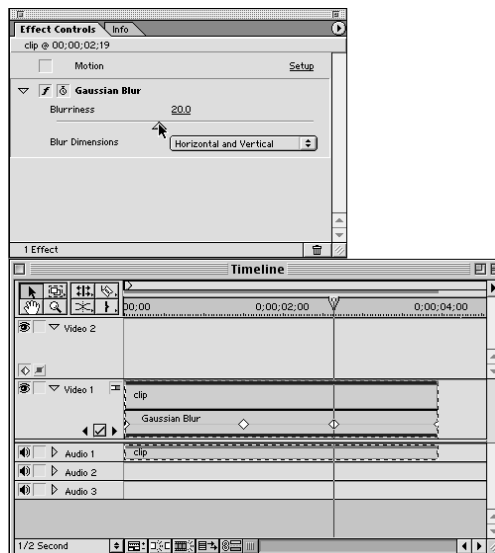 Effect Controls Info
clip @ 00;00;02;19
Motion Setup
f Gaussian Blur
Blurriness 20.0
Blur Dimensions Horizontal and Vertical
1 Effect
Timeline
00;00 0;00;02;00 0;00;04;00
Video 2
Video 1 clip
Gaussian Blur
Audio 1 clip
Audio 2
Audio 3
1/2 Second